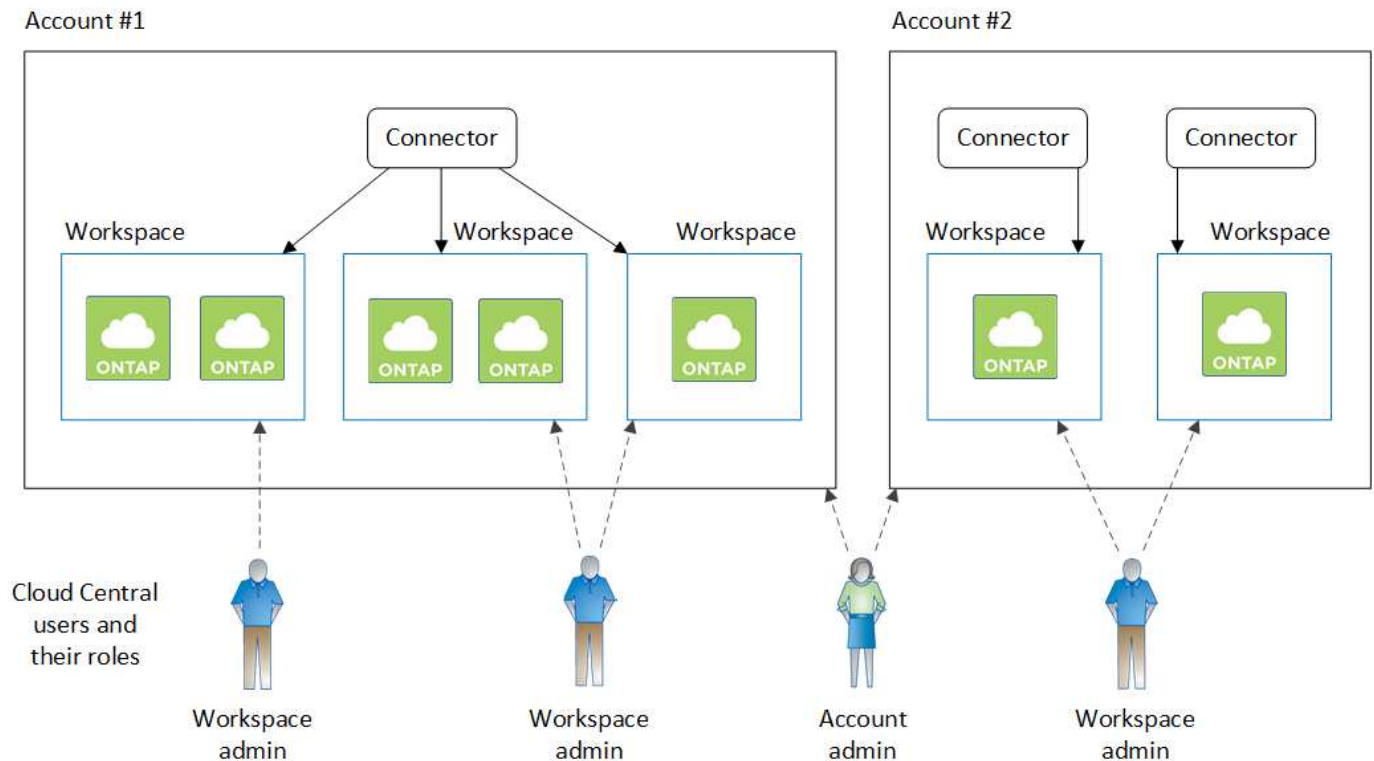 Account #1
Account #2
Connector
Connector
Connector
Workspace
Workspace
Workspace
Workspace
Workspace
ONTAP
ONTAP
ONTAP
ONTAP
ONTAP
ONTAP
ONTAP
Cloud Central
users and
their roles
Workspace
admin
Workspace
admin
Account
admin
Workspace
admin